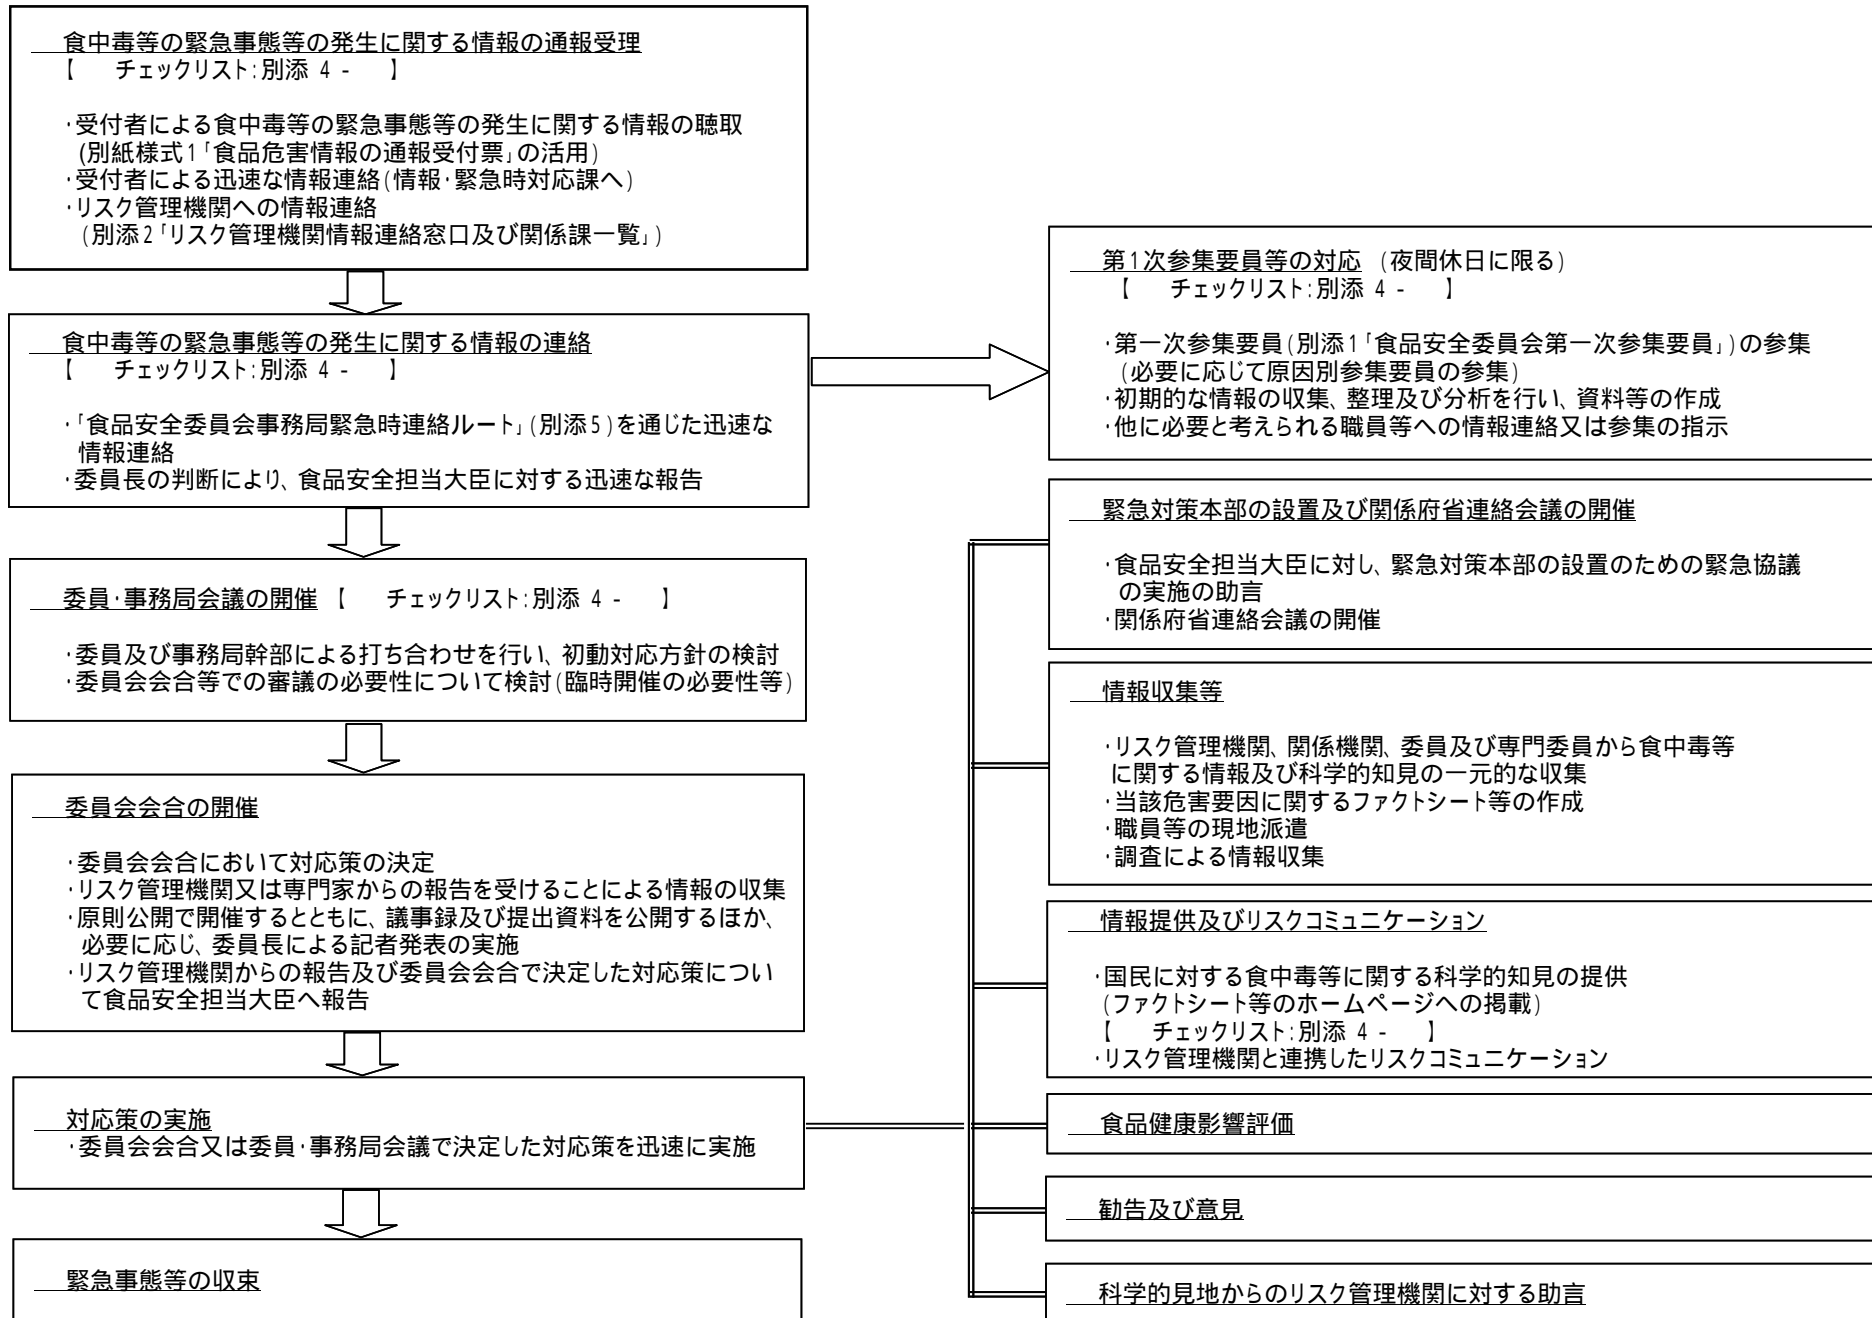 食中毒等の緊急事態等の発生に関する情報の通報受理
【　チェックリスト:別添 4 -　】
・受付者による食中毒等の緊急事態等の発生に関する情報の聴取
(別紙様式1「食品危害情報の通報受付票」の活用)
・受付者による迅速な情報連絡(情報・緊急時対応課へ)
・リスク管理機関への情報連絡
(別添2「リスク管理機関情報連絡窓口及び関係課一覧」)
食中毒等の緊急事態等の発生に関する情報の連絡
【　チェックリスト:別添 4 -　】
・「食品安全委員会事務局緊急時連絡ルート」(別添5)を通じた迅速な
情報連絡
・委員長の判断により、食品安全担当大臣に対する迅速な報告
委員・事務局会議の開催 【　チェックリスト:別添 4 -　】
・委員及び事務局幹部による打ち合わせを行い、初動対応方針の検討
・委員会会合等での審議の必要性について検討(臨時開催の必要性等)
委員会会合の開催
・委員会会合において対応策の決定
・リスク管理機関又は専門家からの報告を受けることによる情報の収集
・原則公開で開催するとともに、議事録及び提出資料を公開するほか、
必要に応じ、委員長による記者発表の実施
・リスク管理機関からの報告及び委員会会合で決定した対応策につい
て食品安全担当大臣へ報告
対応策の実施
・委員会会合又は委員・事務局会議で決定した対応策を迅速に実施
緊急事態等の収束
第1次参集要員等の対応 (夜間休日に限る)
【　チェックリスト:別添 4 -　】
・第一次参集要員(別添1「食品安全委員会第一次参集要員」)の参集
(必要に応じて原因別参集要員の参集)
・初期的な情報の収集、整理及び分析を行い、資料等の作成
・他に必要と考えられる職員等への情報連絡又は参集の指示
緊急対策本部の設置及び関係府省連絡会議の開催
・食品安全担当大臣に対し、緊急対策本部の設置のための緊急協議
の実施の助言
・関係府省連絡会議の開催
情報収集等
・リスク管理機関、関係機関、委員及び専門委員から食中毒等
に関する情報及び科学的知見の一元的な収集
・当該危害要因に関するファクトシート等の作成
・職員等の現地派遣
・調査による情報収集
情報提供及びリスクコミュニケーション
・国民に対する食中毒等に関する科学的知見の提供
(ファクトシート等のホームページへの掲載)
【　チェックリスト:別添 4 -　】
・リスク管理機関と連携したリスクコミュニケーション
食品健康影響評価
勧告及び意見
科学的見地からのリスク管理機関に対する助言